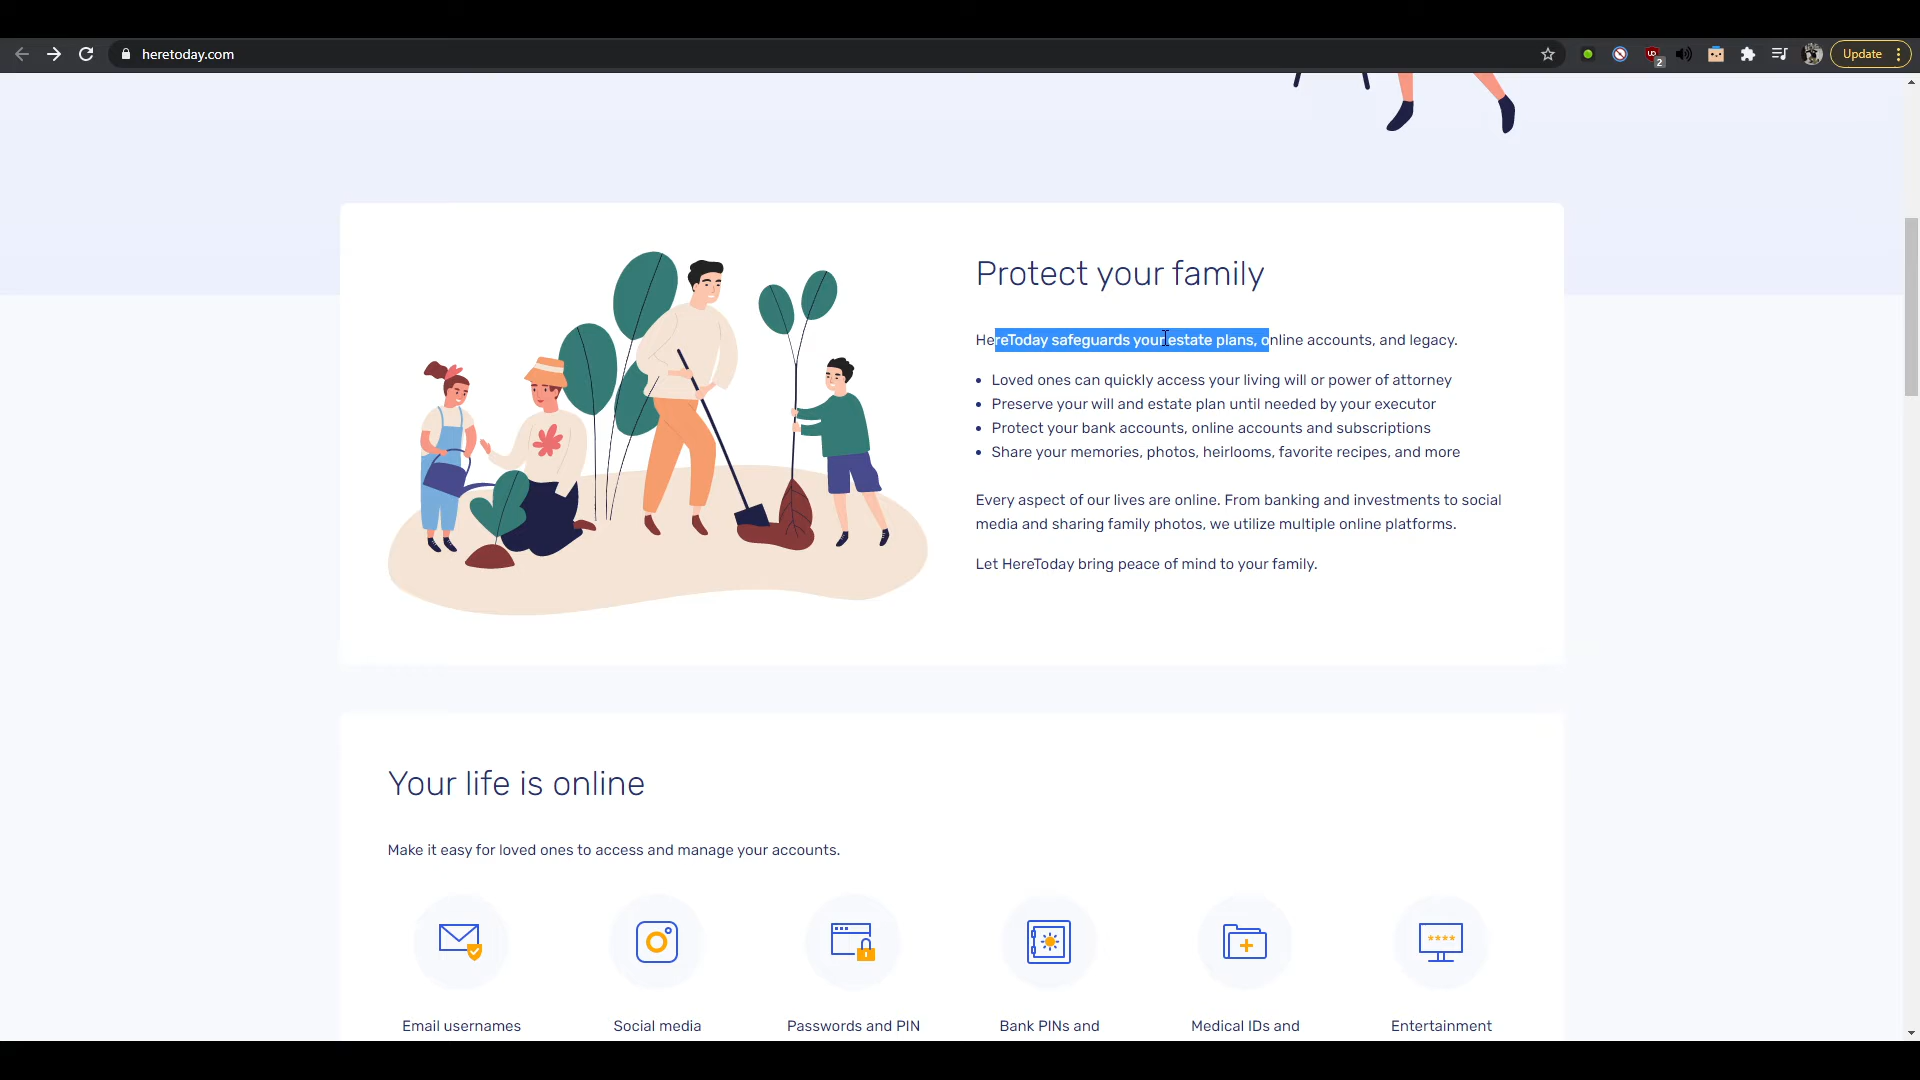 heretoday.com
2
Update
Protect your family
HereToday safeguards your estate plans, online accounts, and legacy.
• Loved ones can quickly access your living will or power of attorney
• Preserve your will and estate plan until needed by your executor
• Protect your bank accounts, online accounts and subscriptions
• Share your memories, photos, heirlooms, favorite recipes, and more
Every aspect of our lives are online. From banking and investments to social
media and sharing family photos, we utilize multiple online platforms.
Let HereToday bring peace of mind to your family.
Your life is online
Make it easy for loved ones to access and manage your accounts.
****
Email usernames
Social media
Passwords and PIN
Bank PINs and
Medical IDs and
Entertainment